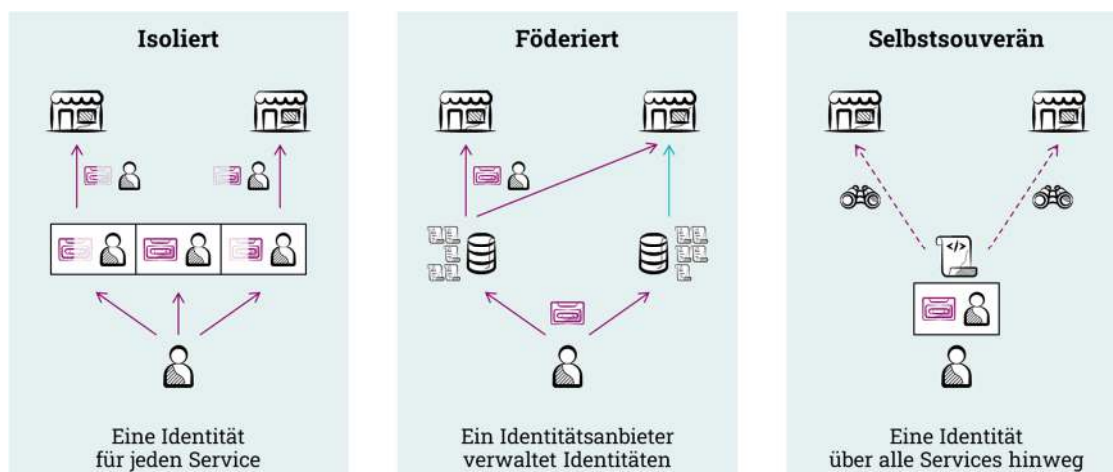 Isoliert
Eine Identität
für jeden Service
Föderiert
Ein Identitätsanbieter
verwaltet Identitäten
Selbstsouverän
</>
Eine Identität
über alle Services hinweg